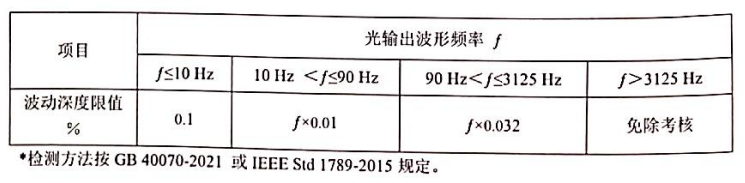 项目
光输出波形频率 f
f≤10 Hz
10 Hz <f≤90 Hz
90 Hz<f≤3125 Hz
f>3125 Hz
波动深度限值
%
0.1
f×0.01
f×0.032
免除考核
*检测方法按 GB 40070-2021 或 IEEE Std 1789-2015 规定。